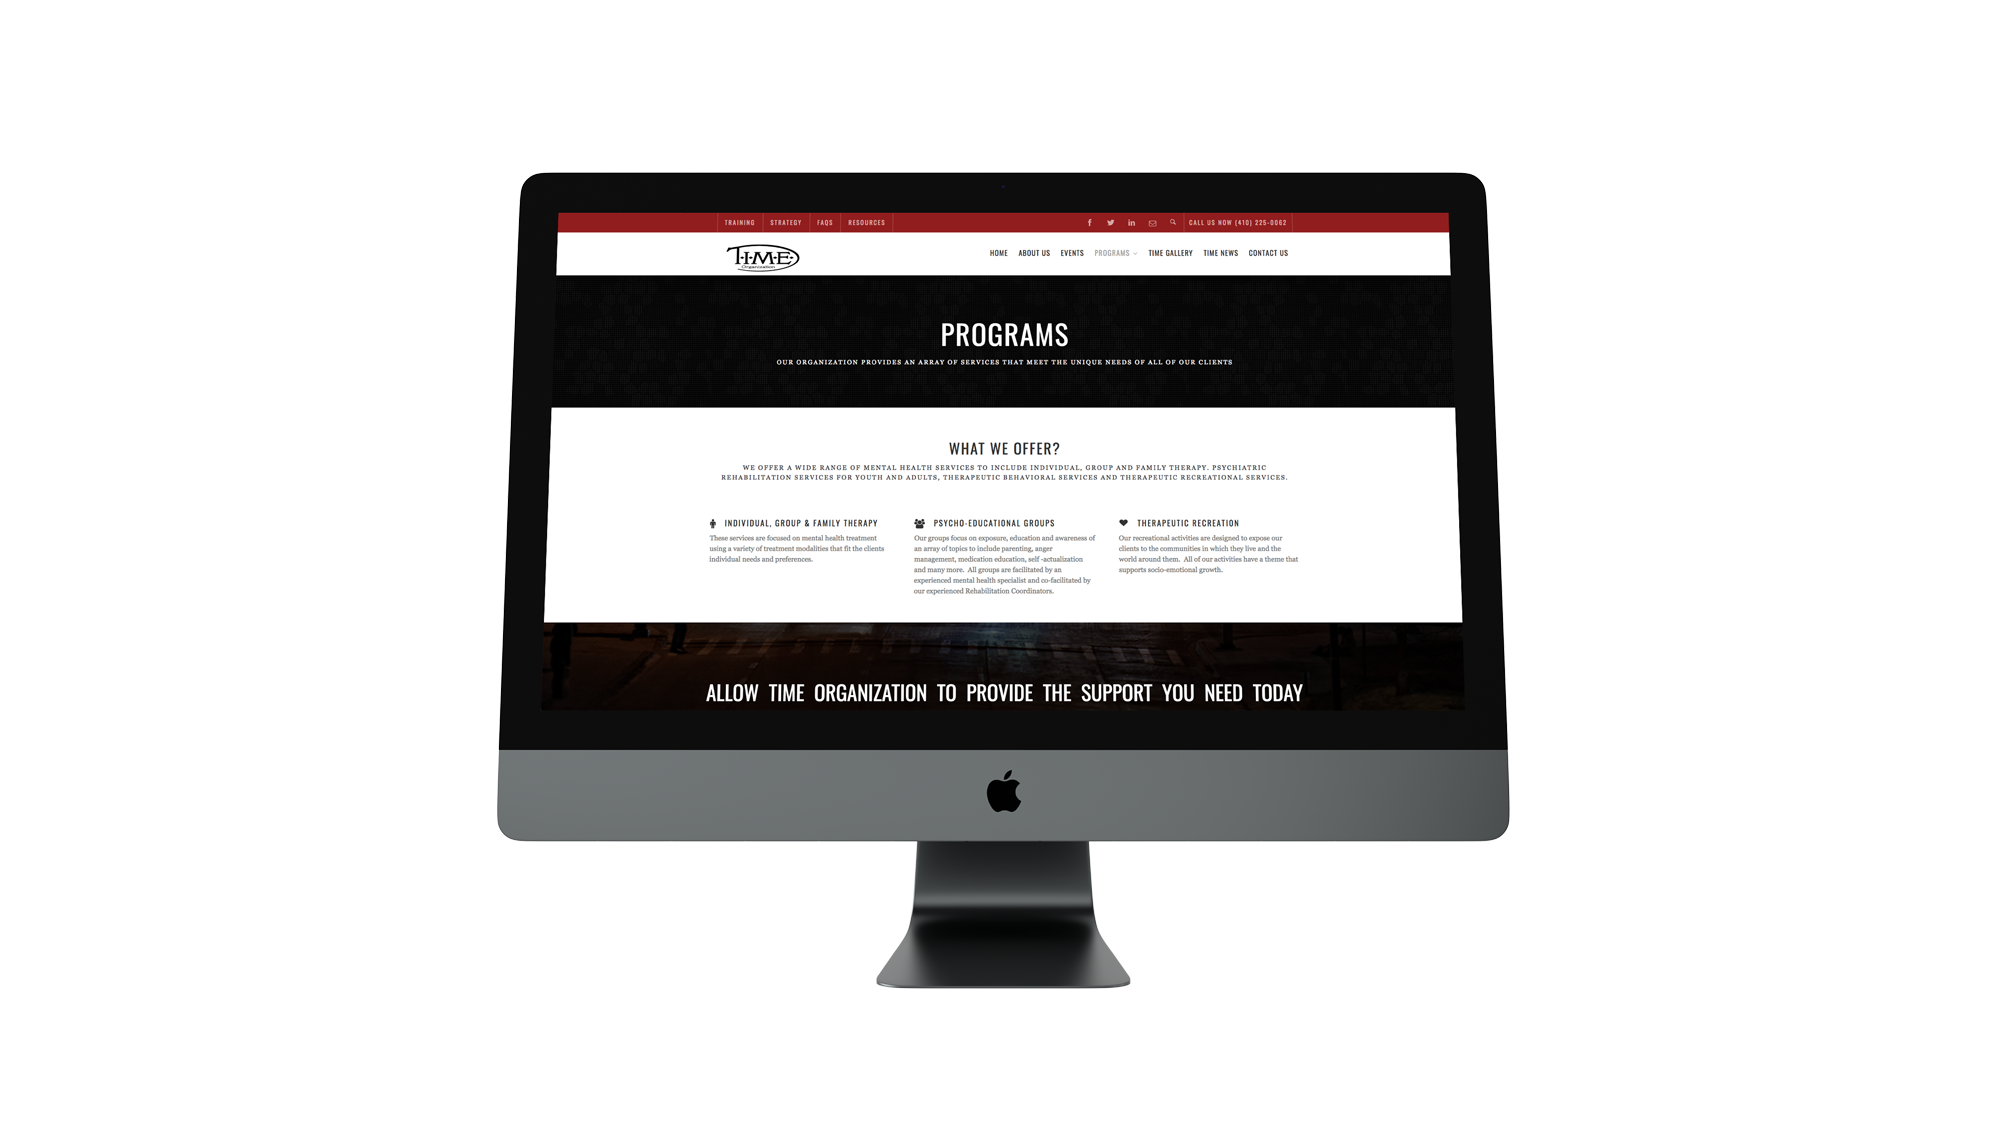 TRAINING STRATEGY FAQS RESOURCES CALL US NOW (410) 225-0062
T·I·M·E·
Organization
HOME ABOUT US EVENTS PROGRAMS TIME GALLERY TIME NEWS CONTACT US
PROGRAMS
OUR ORGANIZATION PROVIDES AN ARRAY OF SERVICES THAT MEET THE UNIQUE NEEDS OF ALL OF OUR CLIENTS
WHAT WE OFFER?
WE OFFER A WIDE RANGE OF MENTAL HEALTH SERVICES TO INCLUDE INDIVIDUAL, GROUP AND FAMILY THERAPY. PSYCHIATRIC
REHABILITATION SERVICES FOR YOUTH AND ADULTS, THERAPEUTIC BEHAVIORAL SERVICES AND THERAPEUTIC RECREATIONAL SERVICES.
INDIVIDUAL, GROUP & FAMILY THERAPY
These services are focused on mental health treatment
using a variety of treatment modalities that fit the clients
individual needs and preferences.
PSYCHO-EDUCATIONAL GROUPS
Our groups focus on exposure, education and awareness of
an array of topics to include parenting, anger
management, medication education, self -actualization
and many more. All groups are facilitated by an
experienced mental health specialist and co-facilitated by
our experienced Rehabilitation Coordinators.
THERAPEUTIC RECREATION
Our recreational activities are designed to expose our
clients to the communities in which they live and the
world around them. All of our activities have a theme that
supports socio-emotional growth.
ALLOW TIME ORGANIZATION TO PROVIDE THE SUPPORT YOU NEED TODAY